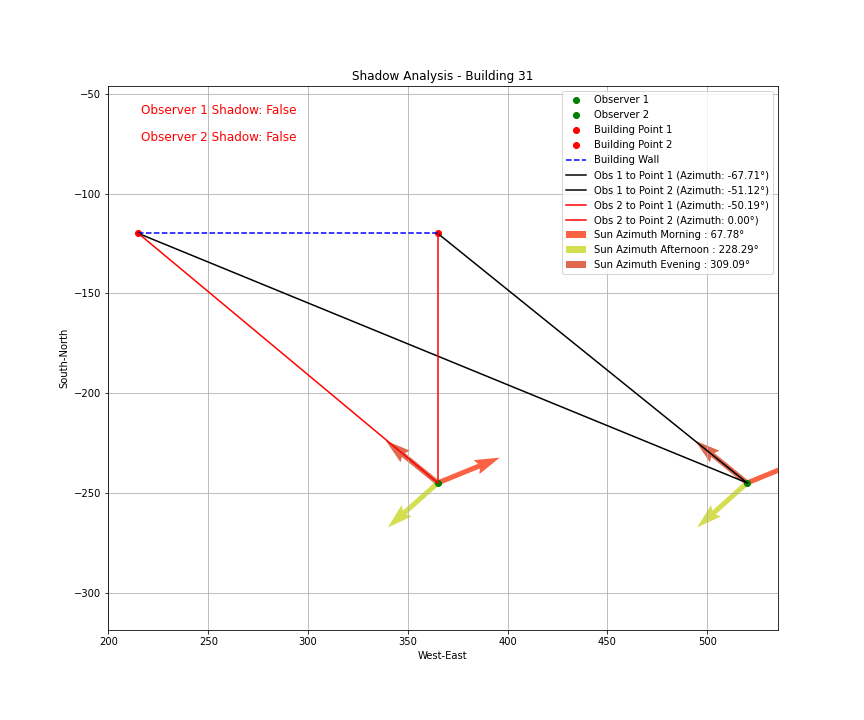 Shadow Analysis - Building 31
Observer 1 Shadow: False
Observer 2 Shadow: False
Observer 1
Observer 2
Building Point 1
Building Point 2
Building Wall
Obs 1 to Point 1 (Azimuth: -67.71°)
Obs 1 to Point 2 (Azimuth: -51.12°)
Obs 2 to Point 1 (Azimuth: -50.19°)
Obs 2 to Point 2 (Azimuth: 0.00°)
Sun Azimuth Morning : 67.78°
Sun Azimuth Afternoon : 228.29°
Sun Azimuth Evening : 309.09°
−50
−100
−150
−200
−250
−300
South-North
200 250 300 350 400 450 500
West-East